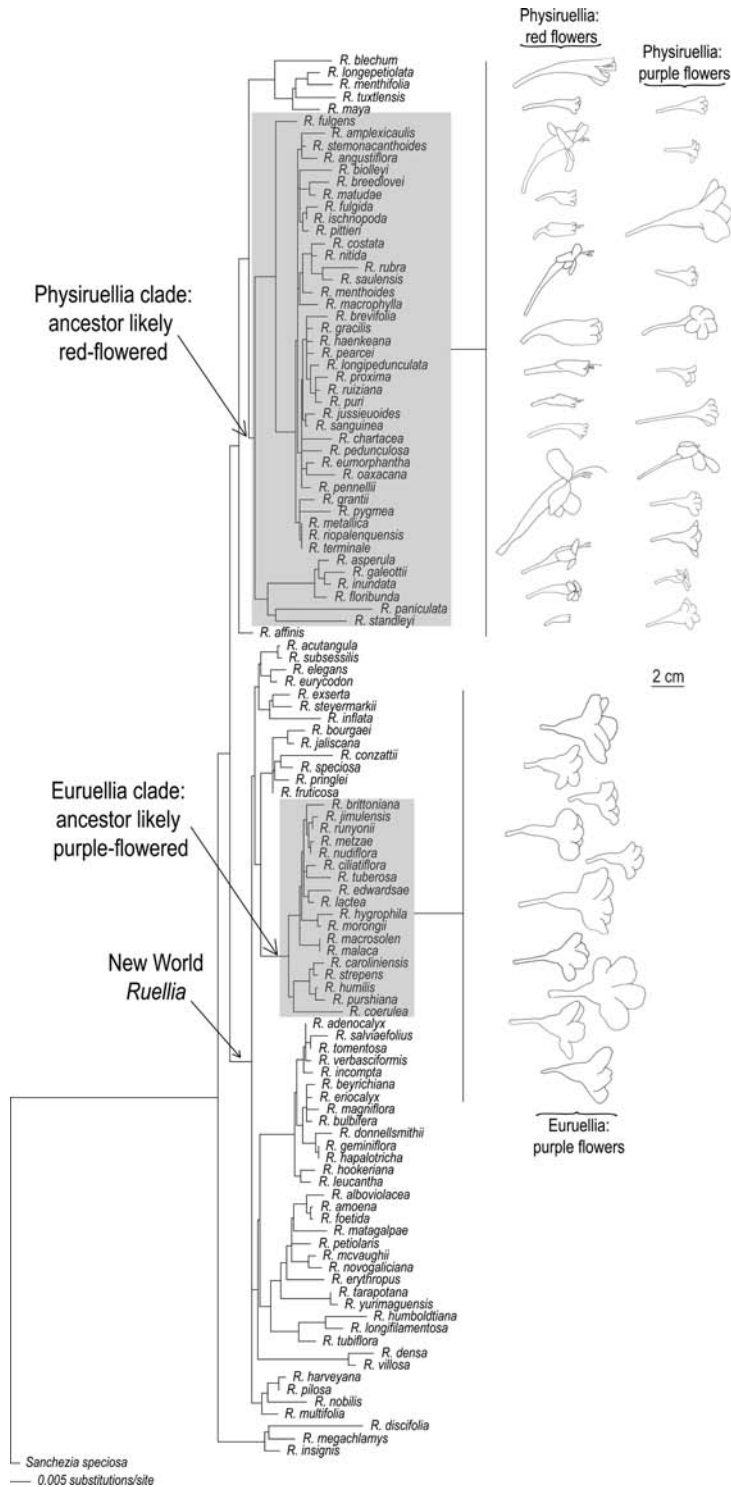 Physiruellia:
red flowers
Physiruellia:
purple flowers
R. blechum
R. longepetiolata
R. menthifolia
R. tuxtlensis
R. maya
R. fulgens
R. amplexicaulis
R. stemonacanthoides
R. angustiflora
R. biolleyi
R. breedlovei
R. matudae
R. fulgida
R. ischnopoda
R. pittieri
R. costata
R. nitida
R. rubra
R. saulensis
R. menthoides
R. macrophylla
R. brevifolia
R. gracilis
R. haenkeana
R. pearcei
R. longipedunculata
R. proxima
R. ruiziana
R. puri
R. jussieuoides
R. sanguinea
R. chartacea
R. pedunculosa
R. eumorphantha
R. oaxacana
R. pennellii
R. grantii
R. pygmea
R. metallica
R. riopalenquensis
R. terminale
R. asperula
R. galeottii
R. inundata
R. floribunda
R. paniculata
R. standleyi
R. affinis
Physiruellia clade:
ancestor likely
red-flowered
2 cm
R. acutangula
R. subsessilis
R. elegans
R. eurycodon
R. exserta
R. steyermarkii
R. inflata
R. bourgaei
R. jaliscana
R. conzattii
R. speciosa
R. pringlei
R. fruticosa
R. brittoniana
R. jimulensis
R. runyonii
R. metzae
R. nudiflora
R. ciliatiflora
R. tuberosa
R. edwardsae
R. lactea
R. hygrophila
R. morongii
R. macrosolen
R. malaca
R. caroliniensis
R. strepens
R. humilis
R. purshiana
R. coerulea
Euruellia clade:
ancestor likely
purple-flowered
New World
Ruellia
R. adenocalyx
R. salviaefolius
R. tomentosa
R. verbasciformis
R. incompta
R. beyrichiana
R. eriocalyx
R. magniflora
R. bulbifera
R. donnellsmithii
R. geminiflora
R. hapalotricha
R. hookeriana
R. leucantha
R. alboviolacea
R. amoena
R. foetida
R. matagalpae
R. petiolaris
R. mcvaughii
R. novogaliciana
R. erythropus
R. tarapotana
R. yurimaguensis
R. humboldtiana
R. longifilamentosa
R. tubiflora
R. densa
R. villosa
R. harveyana
R. pilosa
R. nobilis
R. multifolia
R. discifolia
R. megachlamys
R. insignis
Euruellia:
purple flowers
Sanchezia speciosa
0.005 substitutions/site